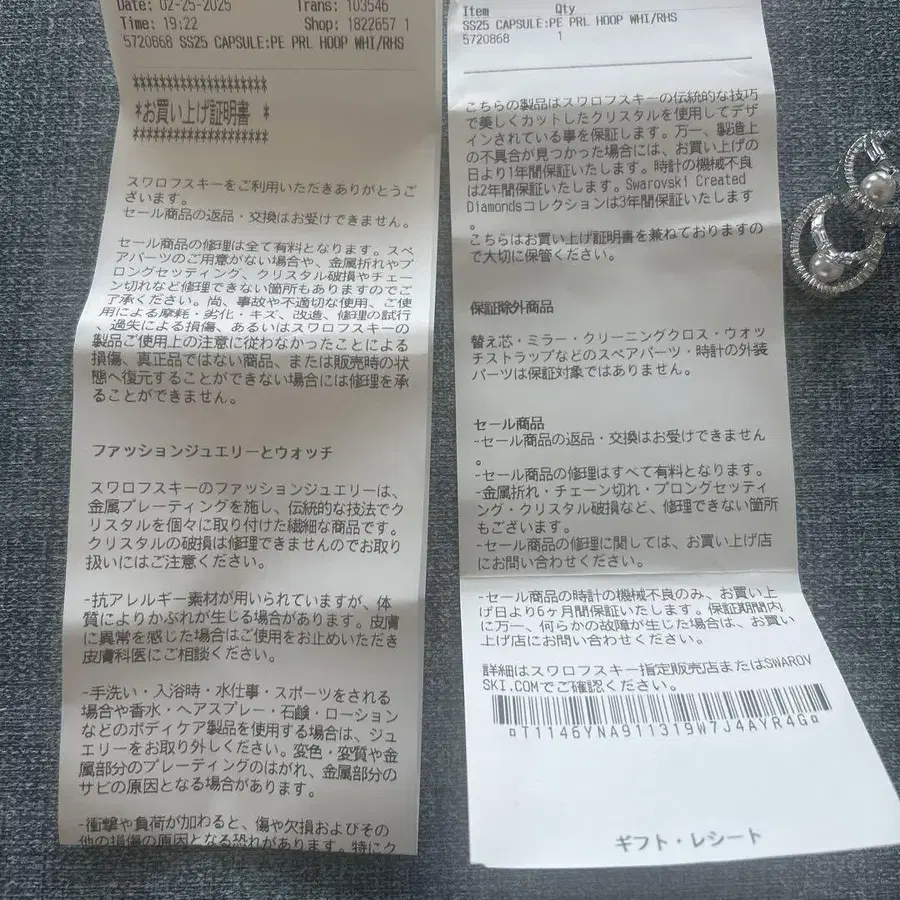 Date: 02-25-2025 Trans: 103546
Time: 19:22 Shop: 1822657 1
5720868 SS25 CAPSULE:PE PRL HOOP WHI/RHS
********************
*お買い上げ証明書 *
********************
スワロフスキーをご利用いただきありがとうご
ざいます。
セール商品の返品・交換はお受けできません。
セール商品の修理は全て有料となります。スペ
アパーツのご用意がない場合や、金属折れやプ
ロングセッティング、クリスタル破損やチェー
ン切れなど修理できない箇所もありますのでご
了承ください。尚、事故や不適切な使用、ご使
用による摩耗・劣化・キズ、改造、修理の試行
、過失による損傷、あるいはスワロフスキーの
製品ご使用上の注意に従わなかったことによる
損傷、真正品ではない商品、または販売時の状
態へ復元することができない場合には修理を承
ることができません。
ファッションジュエリーとウォッチ
スワロフスキーのファッションジュエリーは、
金属プレーティングを施し、伝統的な技法でク
リスタルを個々に取り付けた繊細な商品です。
クリスタルの破損は修理できませんのでお取り
扱いにはご注意ください。
-抗アレルギー素材が用いられていますが、体
質によりかぶれが生じる場合があります。皮膚
に異常を感じた場合はご使用をお止めいただき
皮膚科医にご相談ください。
-手洗い・入浴時・水仕事・スポーツをされる
場合や香水・ヘアスプレー・石鹸・ローション
などのボディケア製品を使用する場合は、ジュ
エリーをお取り外しください。変色・変質や金
属部分のプレーティングのはがれ、金属部分の
サビの原因となる場合があります。
-衝撃や負荷が加わると、傷や欠損およびその
他の損傷の原因となる恐れがあります。特にク
Item Qty
SS25 CAPSULE:PE PRL HOOP WHI/RHS
5720868 1
こちらの製品はスワロフスキーの伝統的な技巧
で美しくカットしたクリスタルを使用してデザ
インされている事を保証します。万一、製造上
の不具合が見つかった場合には、お買い上げの
日より1年間保証いたします。時計の機械不良
は2年間保証いたします。Swarovski Created
Diamondsコレクションは3年間保証いたします
。
こちらはお買い上げ証明書を兼ねておりますの
で大切に保管ください。
保証除外商品
替え芯・ミラー・クリーニングクロス・ウォッ
チストラップなどのスペアパーツ・時計の外装
パーツは保証対象ではありません。
セール商品
-セール商品の返品・交換はお受けできません
。
-セール商品の修理はすべて有料となります。
-金属折れ・チェーン切れ・プロングセッティ
ング・クリスタル破損など、修理できない箇所
もございます。
-セール商品の修理に関しては、お買い上げ店
にお問い合わせください。
-セール商品の時計の機械不良のみ、お買い上
げ日より6ヶ月間保証いたします。保証期間内
に万一、何らかの故障が生じた場合は、お買い
上げ店にお問い合わせください。
詳細はスワロフスキー指定販売店またはSWAROV
SKI.COMでご確認ください。
¤T1146YNA911319W7J4AYR4G¤
ギフト・レシート